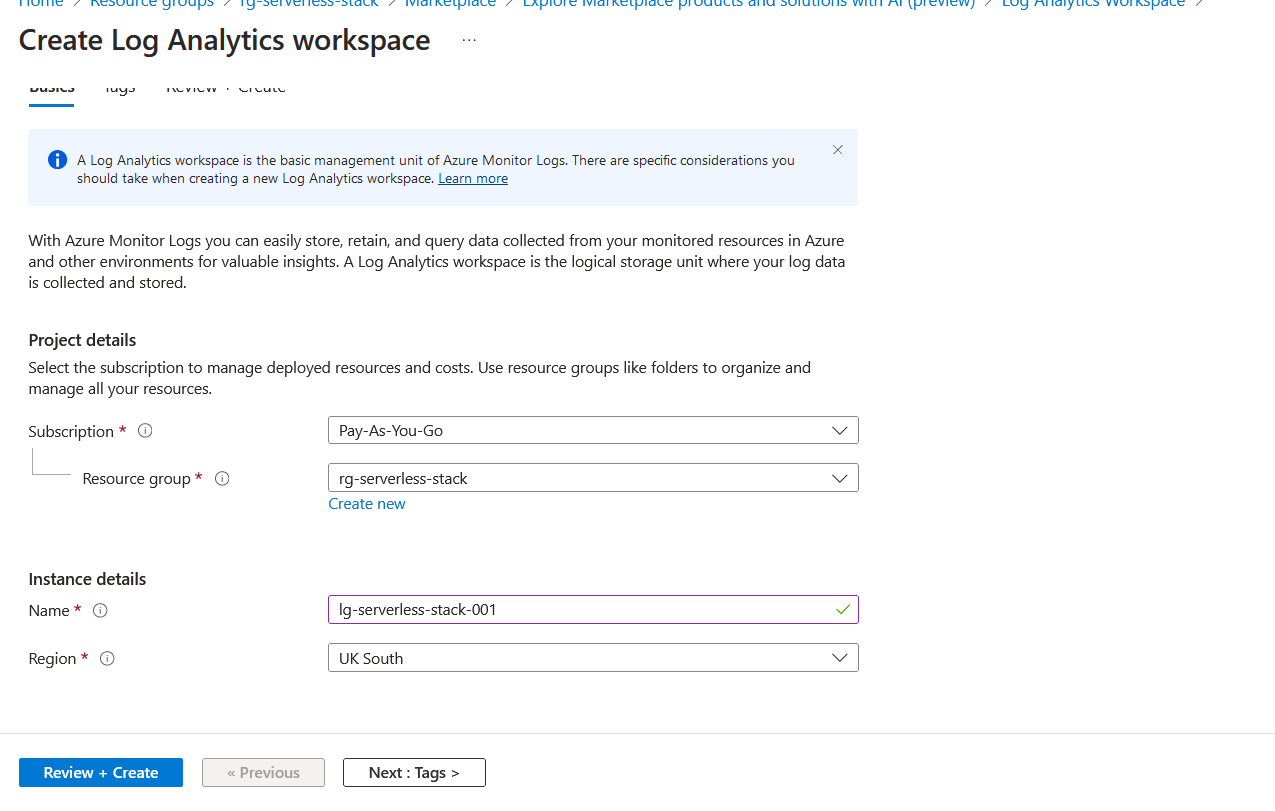 Home > Resource groups > rg-serverless-stack > Marketplace > Explore Marketplace products and solutions with AI (preview) > Log Analytics Workspace >
Create Log Analytics workspace ...
Basics Tags Review + Create
A Log Analytics workspace is the basic management unit of Azure Monitor Logs. There are specific considerations you
should take when creating a new Log Analytics workspace. Learn more
With Azure Monitor Logs you can easily store, retain, and query data collected from your monitored resources in Azure
and other environments for valuable insights. A Log Analytics workspace is the logical storage unit where your log data
is collected and stored.
Project details
Select the subscription to manage deployed resources and costs. Use resource groups like folders to organize and
manage all your resources.
Subscription * Pay-As-You-Go
Resource group * rg-serverless-stack
Create new
Instance details
Name * lg-serverless-stack-001
Region * UK South
Review + Create « Previous Next : Tags >